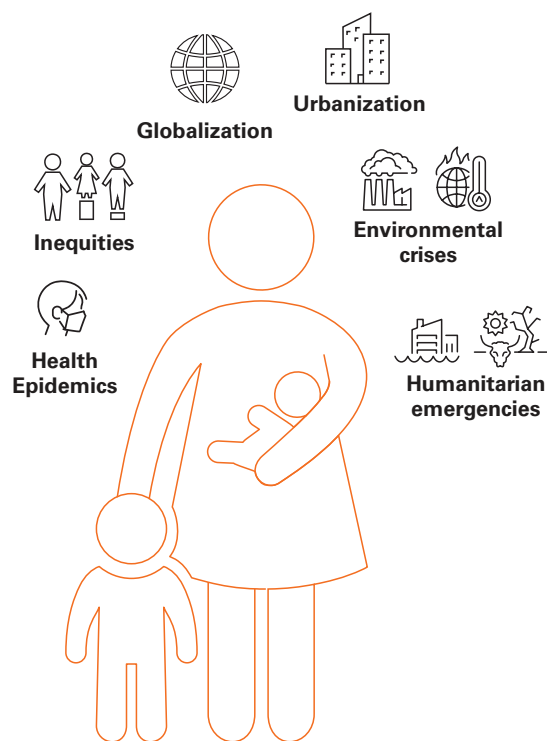 Urbanization
Globalization
Inequities
Environmental
crises
Health
Epidemics
Humanitarian
emergencies